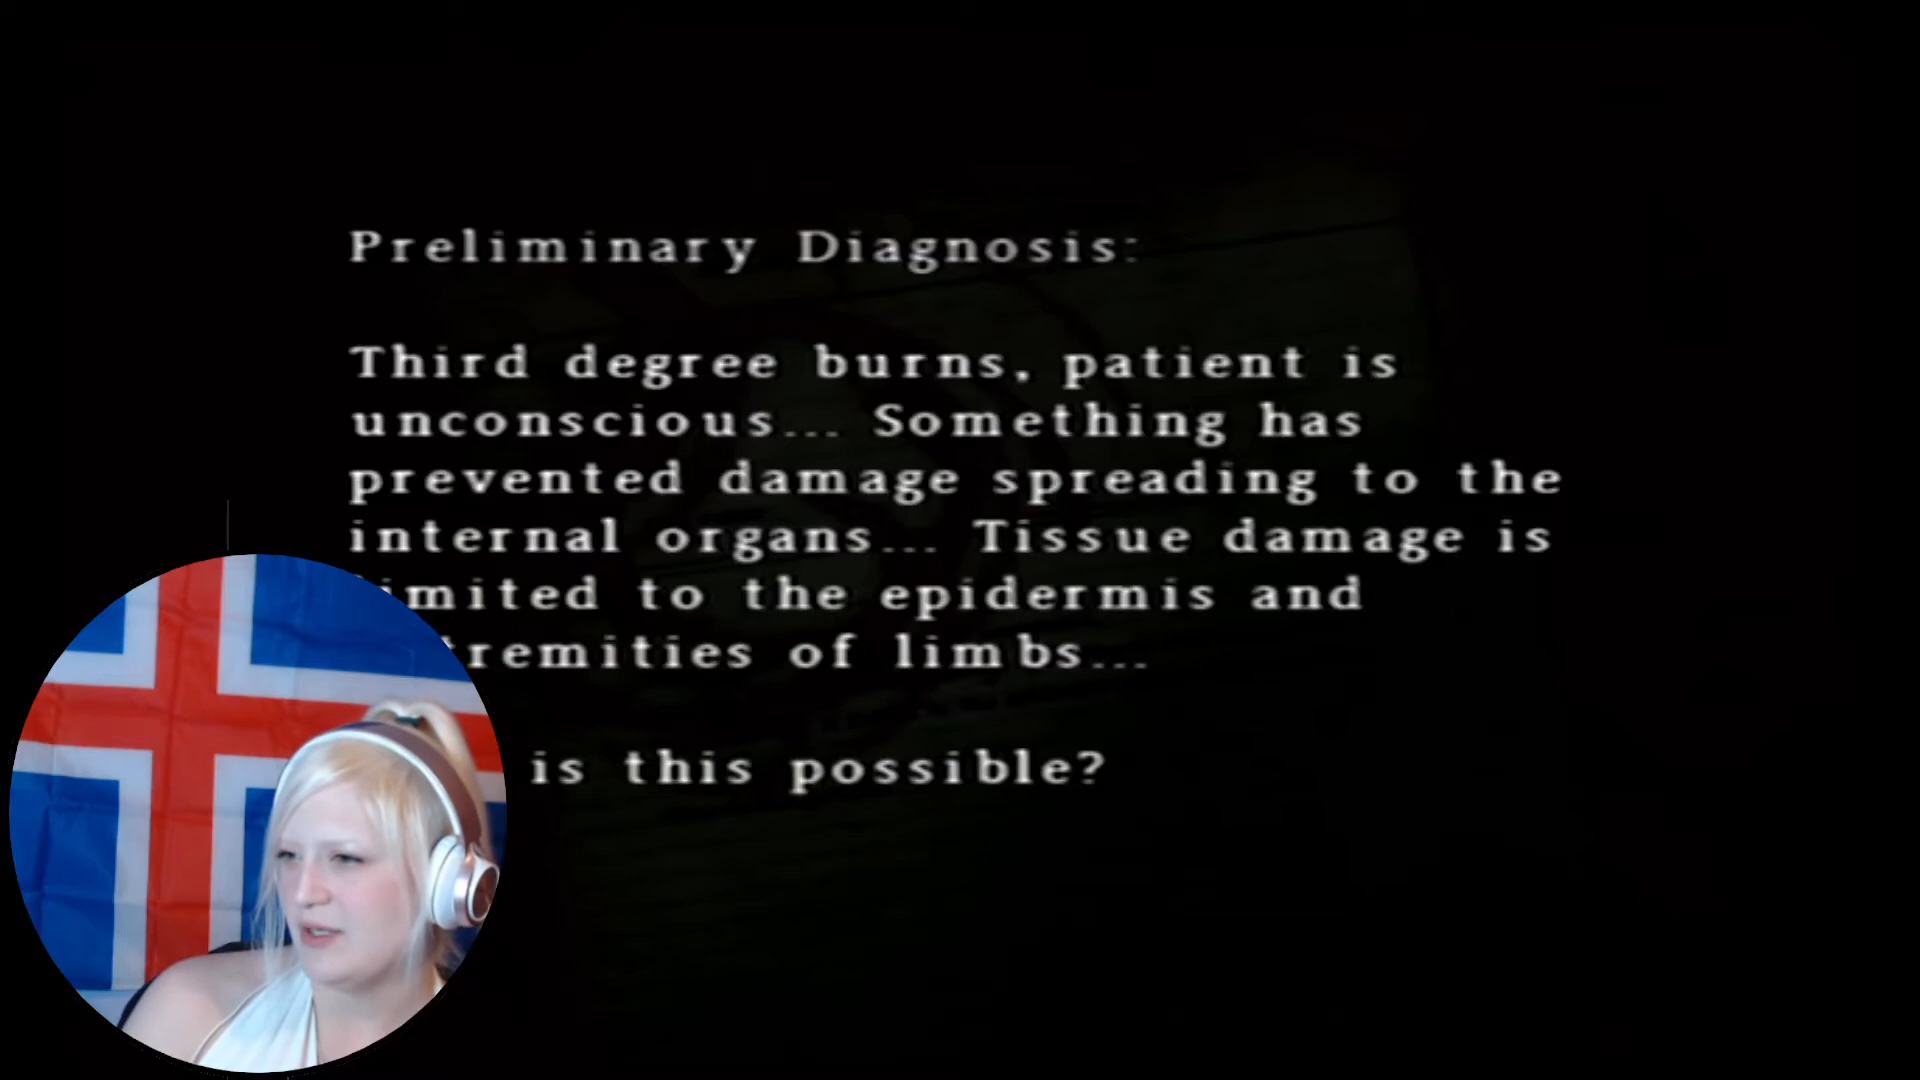 Preliminary Diagnosis:
Third degree burns, patient is
unconscious... Something has
prevented damage spreading to the
internal organs... Tissue damage is
to the epidermis and
of limbs...
is this possible?